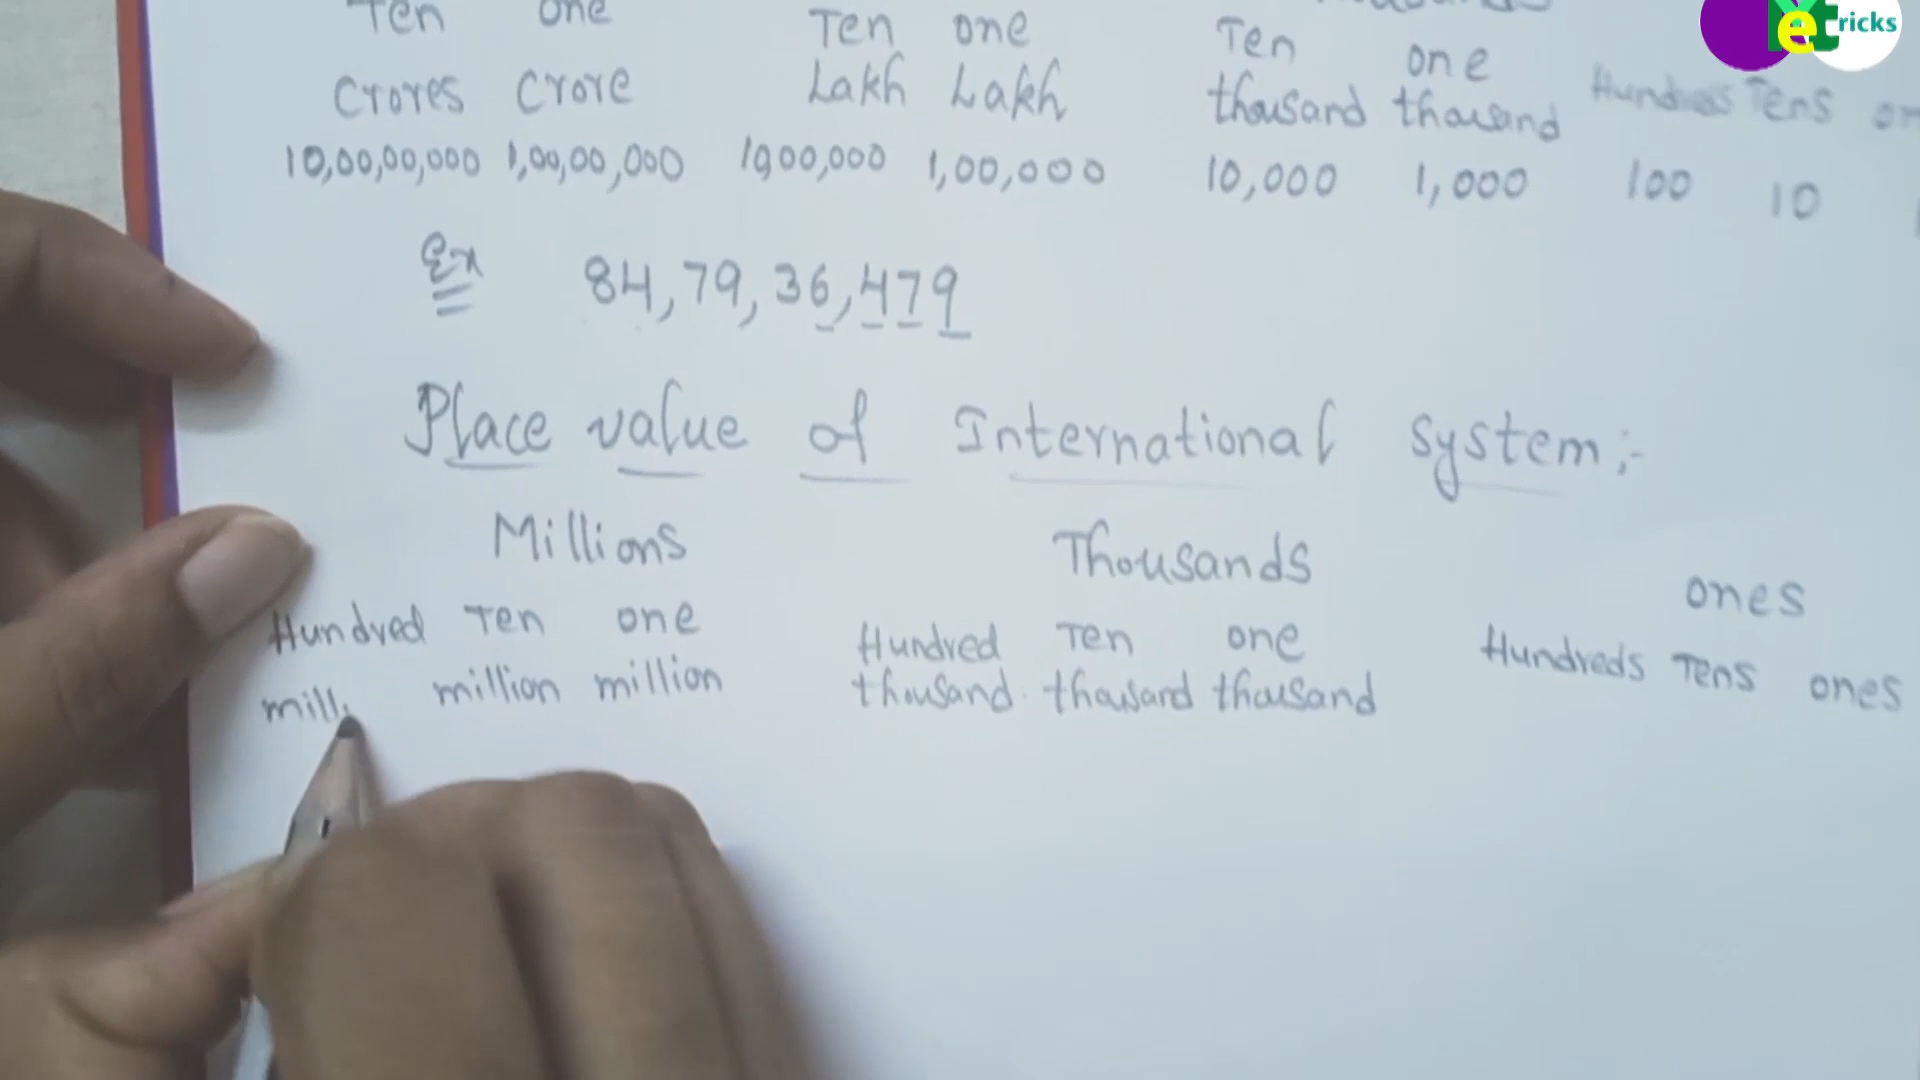 Ten one Ten one Ten one
Crores Crore Lakh Lakh thousand thousand Hundreds Tens
10,00,00,000 1,00,00,000 10,00,000 1,00,000 10,000 1,000 100 10
Ex 84,79,36,479
Place value of International system :-
Millions Thousands ones
Hundred Ten one Hundred Ten one Hundreds Tens ones
mill million million thousand thousand thousand
etricks